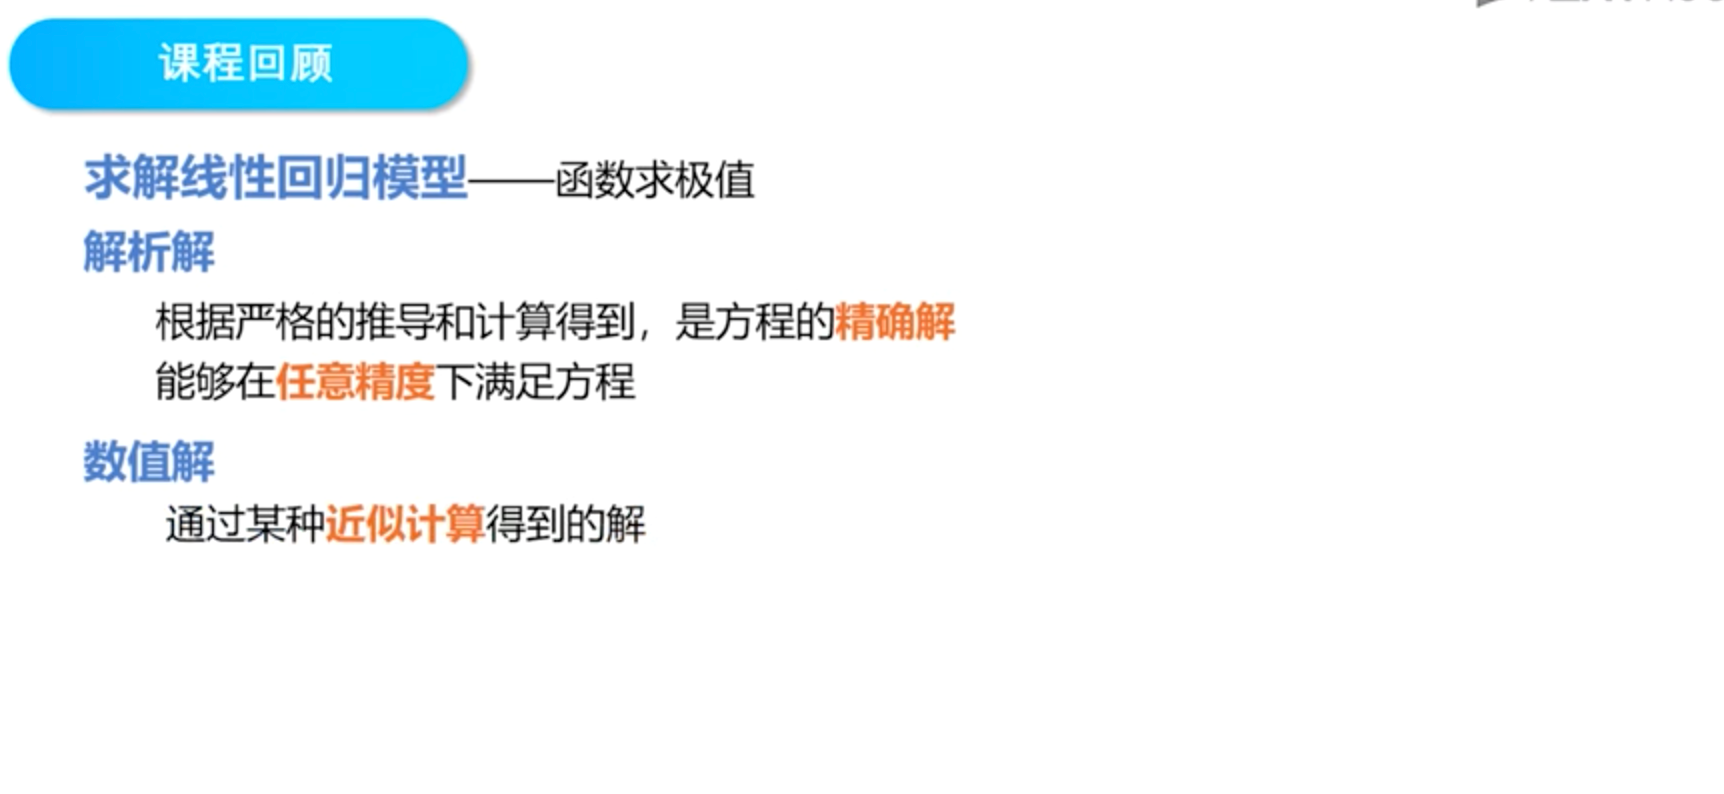 课程回顾
求解线性回归模型——函数求极值
解析解
根据严格的推导和计算得到，是方程的精确解
能够在任意精度下满足方程
数值解
通过某种近似计算得到的解